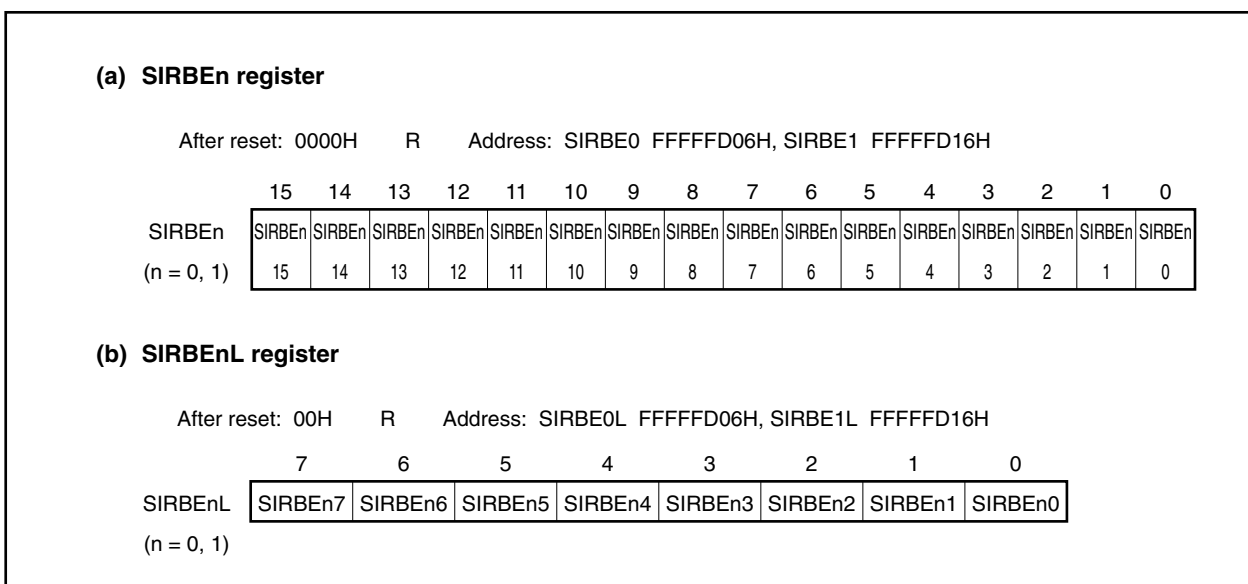 (a) SIRBEn register
After reset: 0000H R Address: SIRBE0 FFFFFD06H, SIRBE1 FFFFFD16H
15 14 13 12 11 10 9 8 7 6 5 4 3 2 1 0
SIRBEn SIRBEn SIRBEn SIRBEn SIRBEn SIRBEn SIRBEn SIRBEn SIRBEn SIRBEn SIRBEn SIRBEn SIRBEn SIRBEn SIRBEn SIRBEn SIRBEn
(n = 0, 1) 15 14 13 12 11 10 9 8 7 6 5 4 3 2 1 0
(b) SIRBEnL register
After reset: 00H R Address: SIRBE0L FFFFFD06H, SIRBE1L FFFFFD16H
7 6 5 4 3 2 1 0
SIRBEnL SIRBEn7 SIRBEn6 SIRBEn5 SIRBEn4 SIRBEn3 SIRBEn2 SIRBEn1 SIRBEn0
(n = 0, 1)